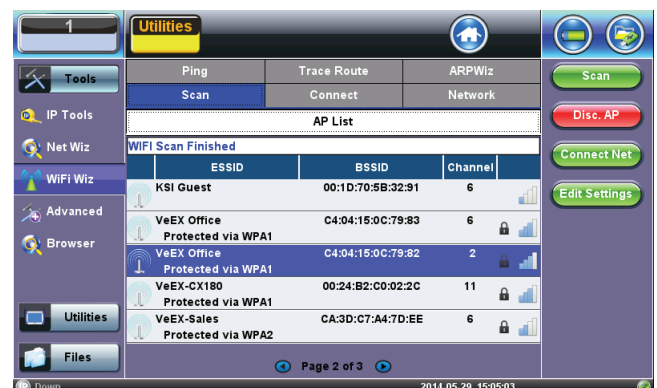 1
Utilities
Tools
IP Tools
Net Wiz
WiFi Wiz
Advanced
Browser
Utilities
Files
Ping Trace Route ARPWiz
Scan Connect Network
AP List
WIFI Scan Finished
ESSID BSSID Channel
KSI Guest 00:1D:70:5B:32:91 6
VeEX Office C4:04:15:0C:79:83 6
Protected via WPA1
VeEX Office C4:04:15:0C:79:82 2
Protected via WPA1
VeEX-CX180 00:24:B2:C0:02:2C 11
Protected via WPA1
VeEX-Sales CA:3D:C7:A4:7D:EE 6
Protected via WPA2
Page 2 of 3
Scan
Disc. AP
Connect Net
Edit Settings
IP Down 2014.05.29 15:05:03